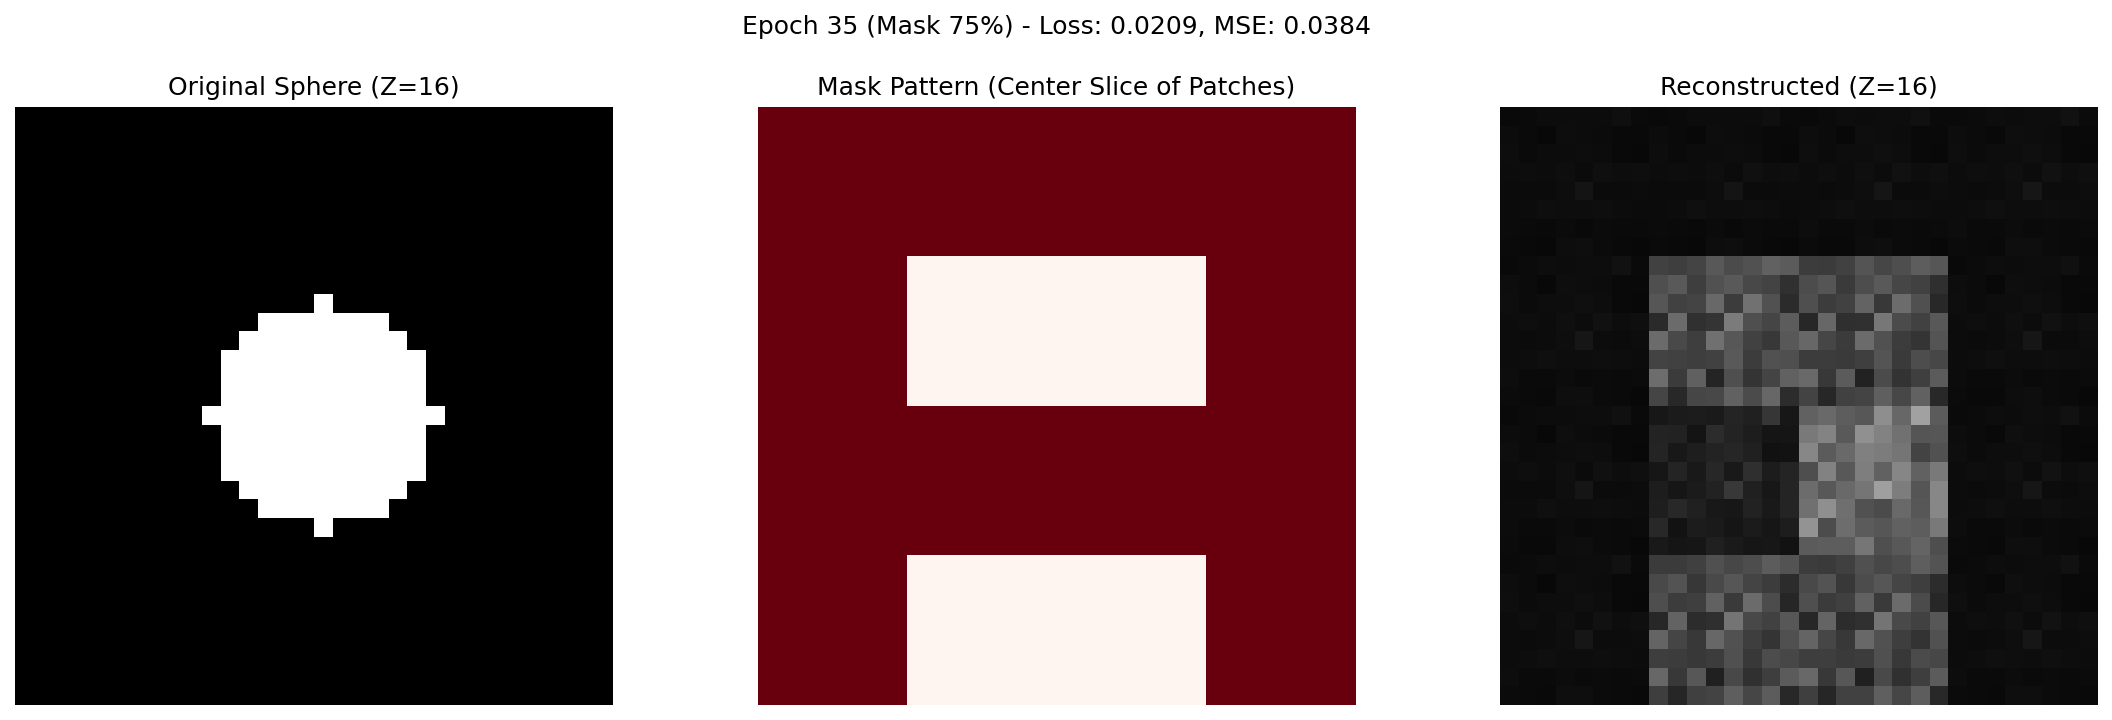 Epoch 35 (Mask 75%) - Loss: 0.0209, MSE: 0.0384
Original Sphere (Z=16)
Mask Pattern (Center Slice of Patches)
Reconstructed (Z=16)